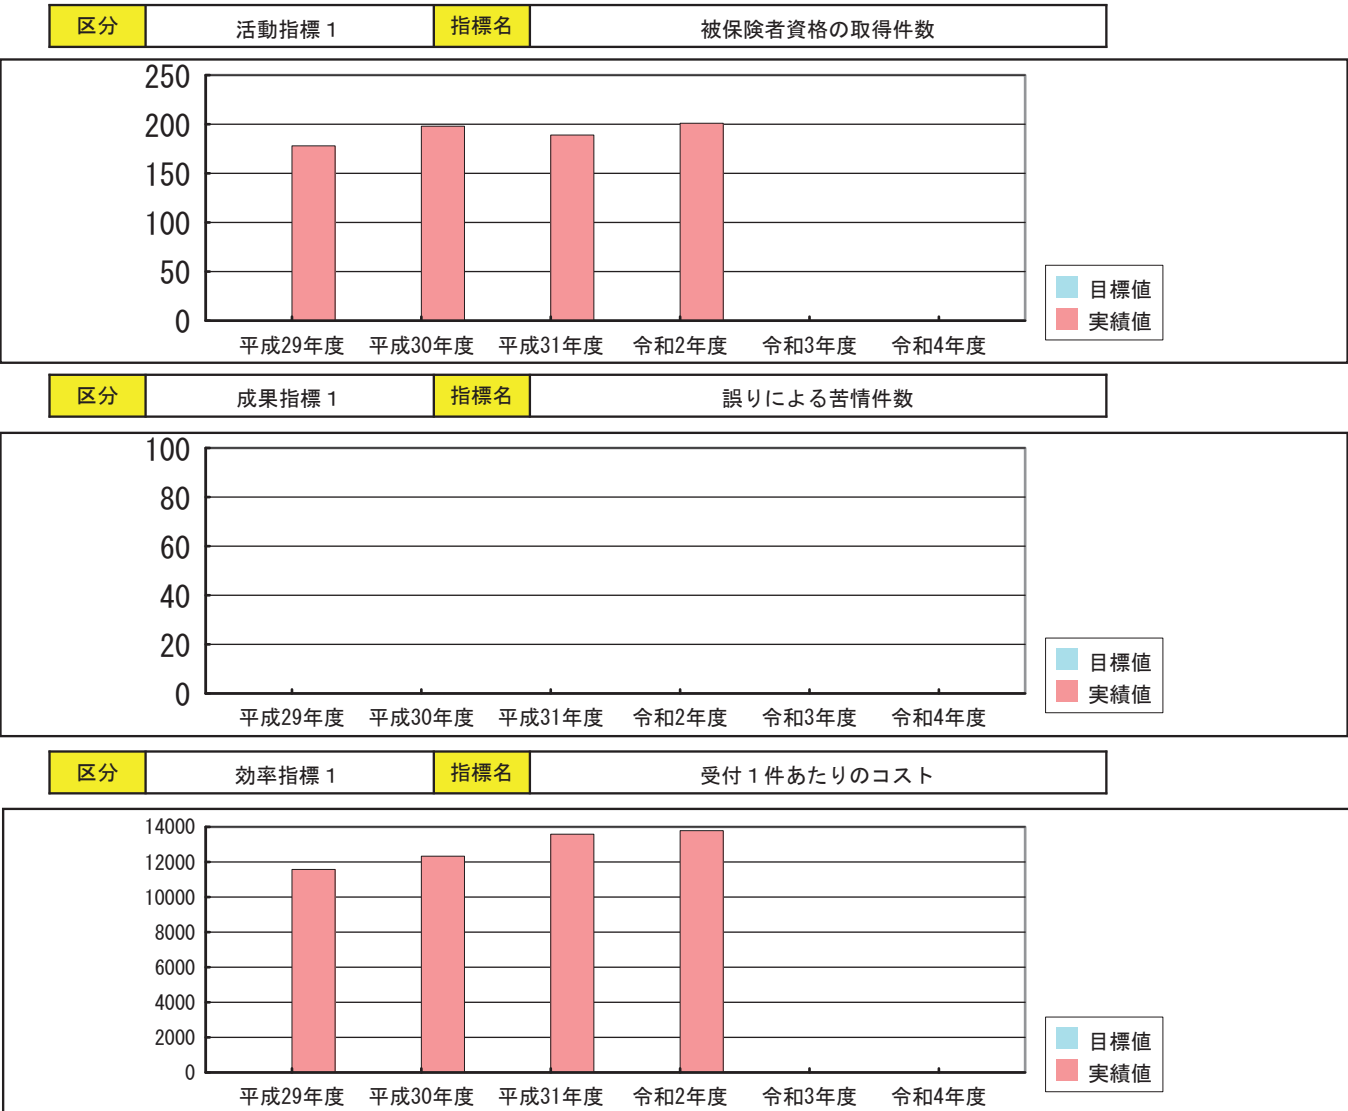 区分 活動指標１ 指標名 被保険者資格の取得件数
250
200
150
100
50
0
平成29年度 平成30年度 平成31年度 令和2年度 令和3年度 令和4年度
目標値
実績値
区分 成果指標１ 指標名 誤りによる苦情件数
100
80
60
40
20
0
平成29年度 平成30年度 平成31年度 令和2年度 令和3年度 令和4年度
目標値
実績値
区分 効率指標１ 指標名 受付１件あたりのコスト
14000
12000
10000
8000
6000
4000
2000
0
平成29年度 平成30年度 平成31年度 令和2年度 令和3年度 令和4年度
目標値
実績値